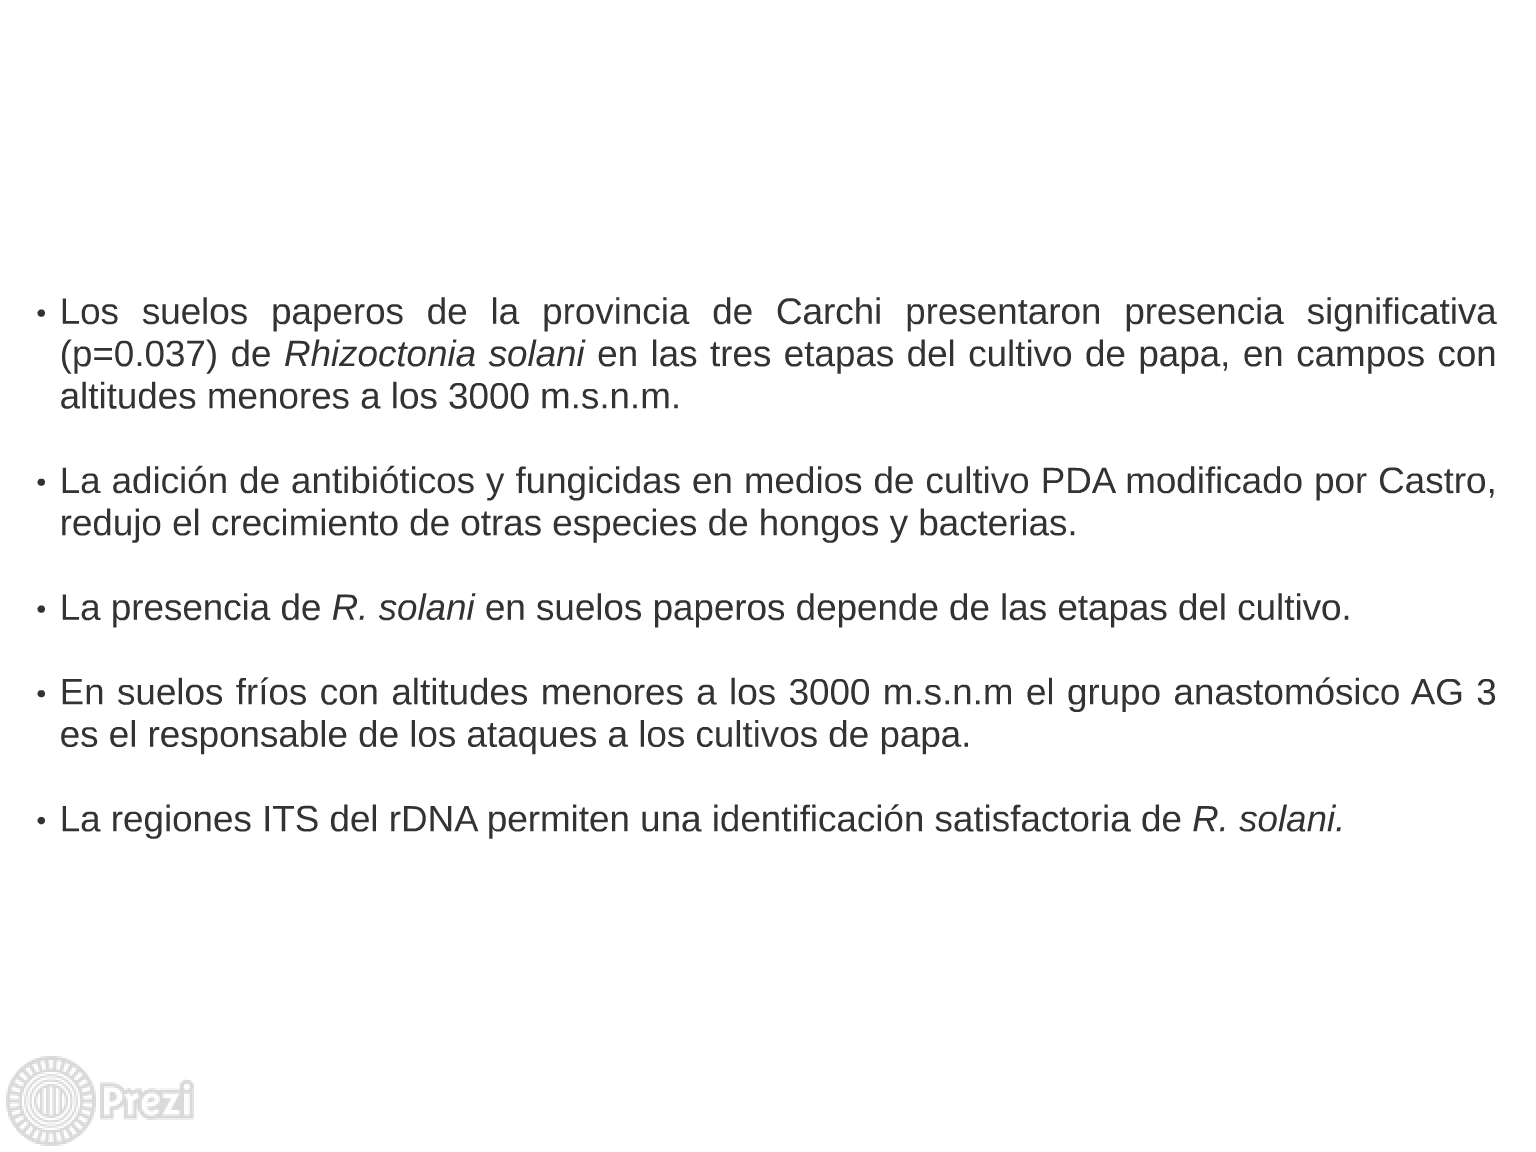 • Los suelos paperos de la provincia de Carchi presentaron presencia significativa
(p=0.037) de Rhizoctonia solani en las tres etapas del cultivo de papa, en campos con
altitudes menores a los 3000 m.s.n.m.
• La adición de antibióticos y fungicidas en medios de cultivo PDA modificado por Castro,
redujo el crecimiento de otras especies de hongos y bacterias.
• La presencia de R. solani en suelos paperos depende de las etapas del cultivo.
• En suelos fríos con altitudes menores a los 3000 m.s.n.m el grupo anastomósico AG 3
es el responsable de los ataques a los cultivos de papa.
• La regiones ITS del rDNA permiten una identificación satisfactoria de R. solani.
Prezi